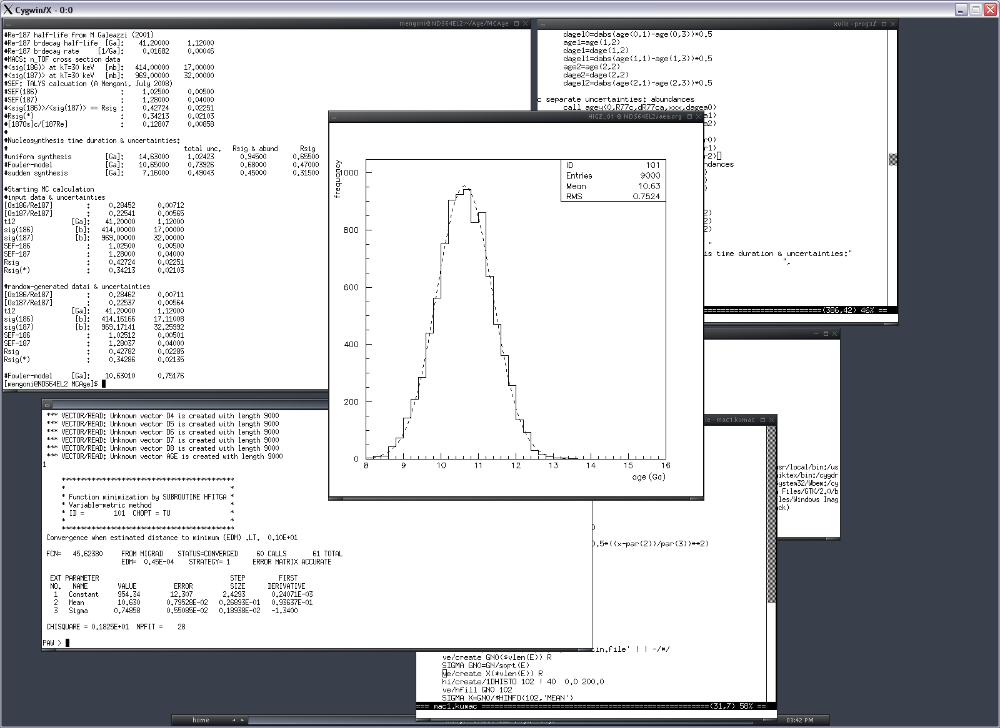 Cygwin/X - 0:0
mengoni@NDS64EL2:~/Age/MCAge
#Re-187 half-life from M Galeazzi (2001)
#Re-187 b-decay half-life [Ga]: 41.20000 1.12000
#Re-187 b-decay rate [1/Ga]: 0.01682 0.00046
#MACS: n_TOF cross section data
#<sig(186)> at kT=30 keV [mb]: 414.00000 17.00000
#<sig(187)> at kT=30 keV [mb]: 969.00000 32.00000
#SEF: TALYS calcuation (A Mengoni, July 2008)
#SEF(186) : 1.02500 0.00500
#SEF(187) : 1.28000 0.04000
#<sig(186)>/<sig(187)> == Rsig : 0.42724 0.02251
#Rsig(*) : 0.34213 0.02103
#[187Os]c/[187Re] : 0.12807 0.00858
#
#Nucleosynthesis time duration & uncertainties:
# total unc. Rsig & abund Rsig
#uniform synthesis [Ga]: 14.63000 1.02423 0.94500 0.65500
#Fowler-model [Ga]: 10.65000 0.73926 0.68000 0.47000
#sudden synthesis [Ga]: 7.16000 0.49043 0.45000 0.31500
#Starting MC calculation
#input data & uncertainties
[Os186/Re187] : 0.28452 0.00712
[Os187/Re187] : 0.22541 0.00565
t12 [Ga]: 41.20000 1.12000
sig(186) [b]: 414.00000 17.00000
sig(187) [b]: 969.00000 32.00000
SEF-186 : 1.02500 0.00500
SEF-187 : 1.28000 0.04000
Rsig : 0.42724 0.02251
Rsig(*) : 0.34213 0.02103
#random-generated datai & uncertainties
[Os186/Re187] : 0.28462 0.00711
[Os187/Re187] : 0.22537 0.00564
t12 [Ga]: 41.20000 1.12000
sig(186) [b]: 414.16166 17.11008
sig(187) [b]: 969.17141 32.25992
SEF-186 : 1.02512 0.00501
SEF-187 : 1.28037 0.04000
Rsig : 0.42782 0.02285
Rsig(*) : 0.34286 0.02135
#Fowler-model [Ga]: 10.63010 0.75176
[mengoni@NDS64EL2 MCAge]$
xvile - prog3.f
dagel0=dabs(age(0,1)-age(0,3))*0.5
age1=age(1,2)
dage1=dage(1,2)
dagel1=dabs(age(1,1)-age(1,3))*0.5
age2=age(2,2)
dage2=dage(2,2)
dagel2=dabs(age(2,1)-age(2,3))*0.5
c separate uncertainties: abundances
call agey(0,R77c,dR77ca,xxx,dagea0)
a1)
a2)
r0)
r1)
r2)
ndances
)
)
)
2)
2)
2)
"
is time duration & uncertainties:"
",
(386,42) 46% ==
HIGZ_01 @ NDS64EL2.iaea.org
frequancy
ID 101
Entries 9000
Mean 10.63
RMS 0.7524
1000
800
600
400
200
0
8 9 10 11 12 13 14 15 16
age (Ga)
~
usr/local/bin:/us
miktex/bin:/cygdr
System32/Wbem:/cy
m Files/GTK/2.0/b
les/Windows Imag
ck)
*** VECTOR/READ: Unknown vector D4 is created with length 9000
*** VECTOR/READ: Unknown vector D5 is created with length 9000
*** VECTOR/READ: Unknown vector D6 is created with length 9000
*** VECTOR/READ: Unknown vector D7 is created with length 9000
*** VECTOR/READ: Unknown vector D8 is created with length 9000
*** VECTOR/READ: Unknown vector AGE is created with length 9000
1
**********************************************
* *
* Function minimization by SUBROUTINE HFITGA *
* Variable-metric method *
* ID = 101 CHOPT = TU *
* *
**********************************************
Convergence when estimated distance to minimum (EDM) .LT. 0.10E+01
FCN= 45.62380 FROM MIGRAD STATUS=CONVERGED 60 CALLS 61 TOTAL
EDM= 0.45E-04 STRATEGY= 1 ERROR MATRIX ACCURATE
EXT PARAMETER STEP FIRST
NO. NAME VALUE ERROR SIZE DERIVATIVE
1 Constant 954.34 12.307 2.4293 0.24071E-03
2 Mean 10.630 0.79528E-02 0.26893E-01 0.93637E-01
3 Sigma 0.74858 0.55085E-02 0.18938E-02 -1.3400
CHISQUARE = 0.1825E+01 NPFIT = 28
PAW >
le - mac1.kumac
0.5*((x-par(2))/par(3))**2)
tin.file' ! ! -/#/
ve/create GN0($vlen(E)) R
SIGMA GN0=GN/sqrt(E)
ve/create X($vlen(E)) R
hi/create/1DHISTO 102 ! 40 0.0 200.0
ve/hfill GN0 102
SIGMA X=GN0/$HINFO(102,'MEAN')
=== mac1.kumac ===(31,7) 58% ==
home
03:42 PM